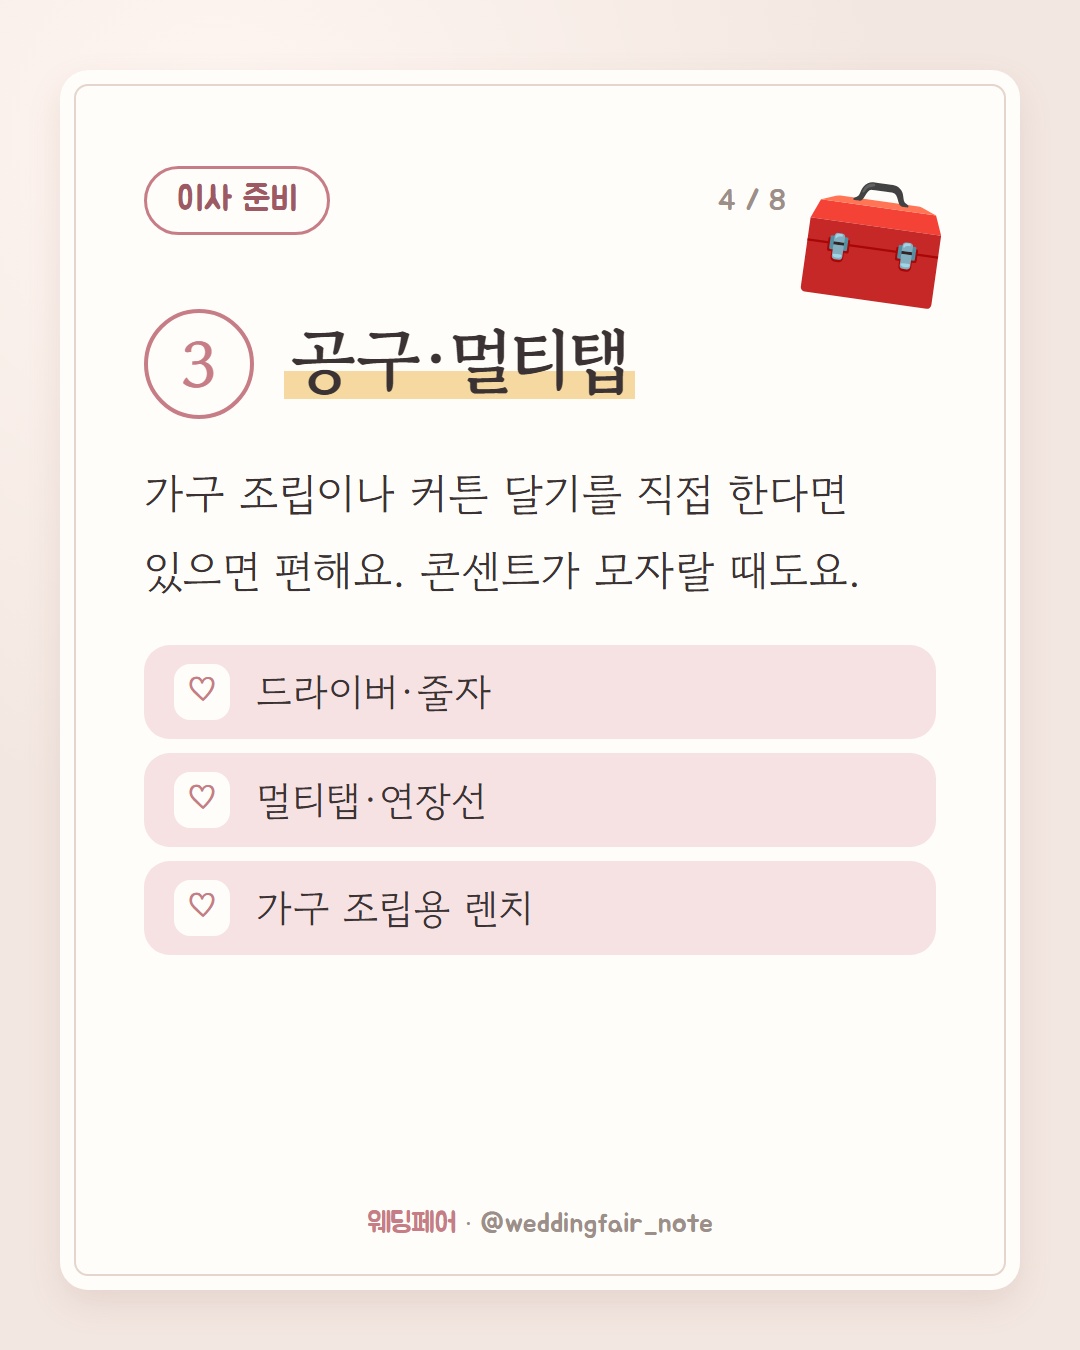 이사 준비
4 / 8
3
공구·멀티탭
가구 조립이나 커튼 달기를 직접 한다면
있으면 편해요. 콘센트가 모자랄 때도요.
드라이버·줄자
멀티탭·연장선
가구 조립용 렌치
웨딩페어 · @weddingfair_note